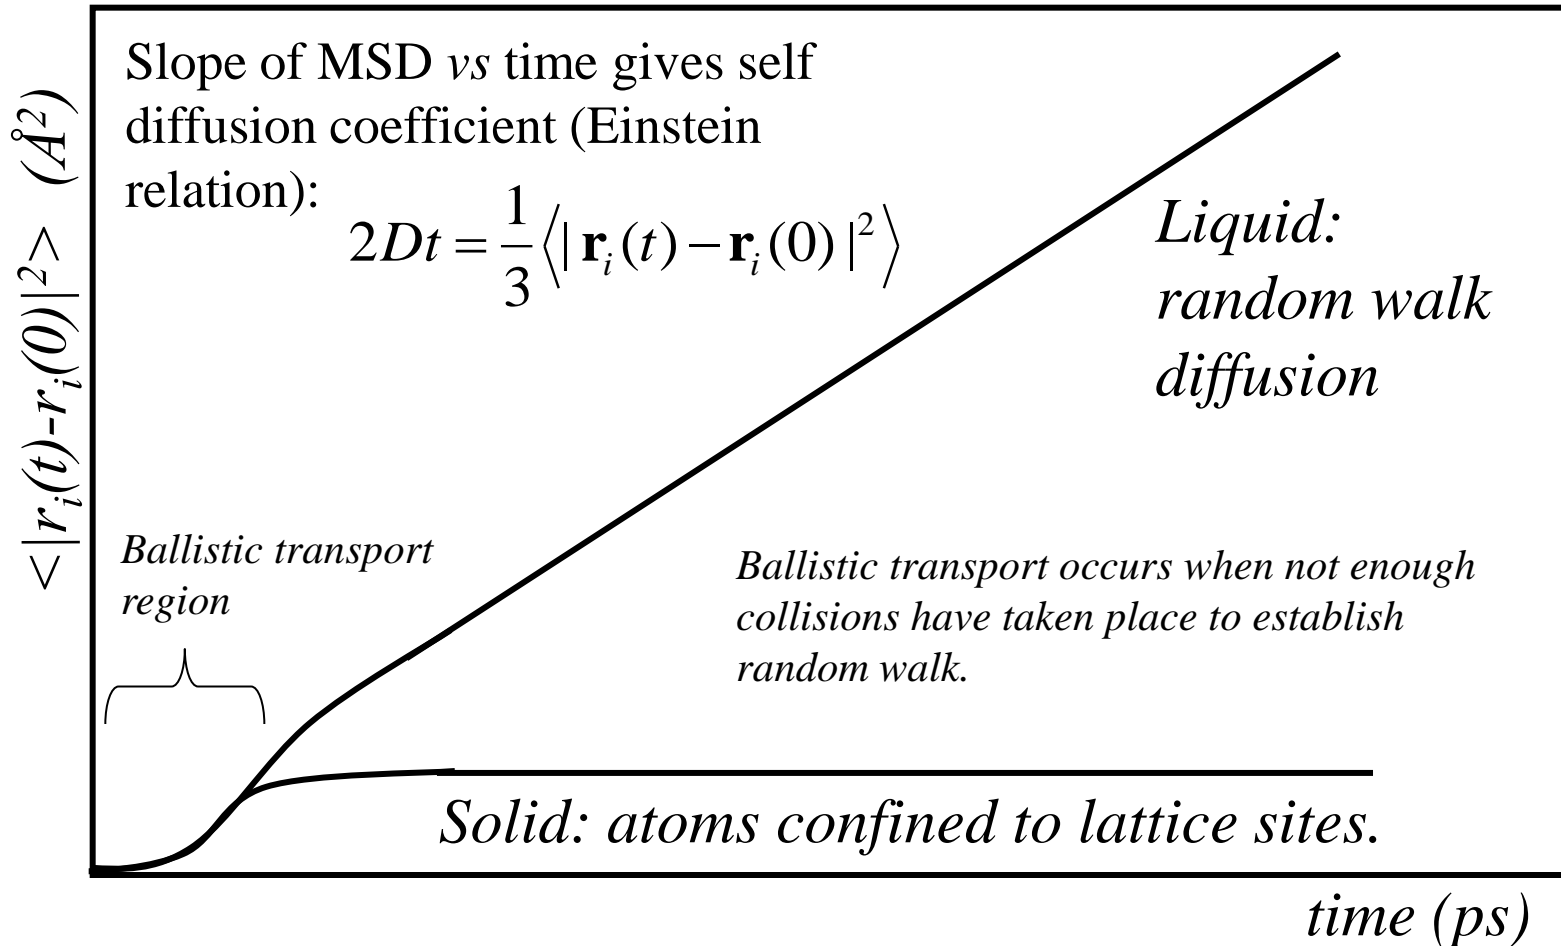 Slope of MSD vs time gives self
diffusion coefficient (Einstein
relation):
2Dt = 1/3 ⟨| r_i(t) − r_i(0) |²⟩
<|r_i(t)-r_i(0)|²> (Å²)
Liquid:
random walk
diffusion
Ballistic transport
region
Ballistic transport occurs when not enough
collisions have taken place to establish
random walk.
Solid: atoms confined to lattice sites.
time (ps)